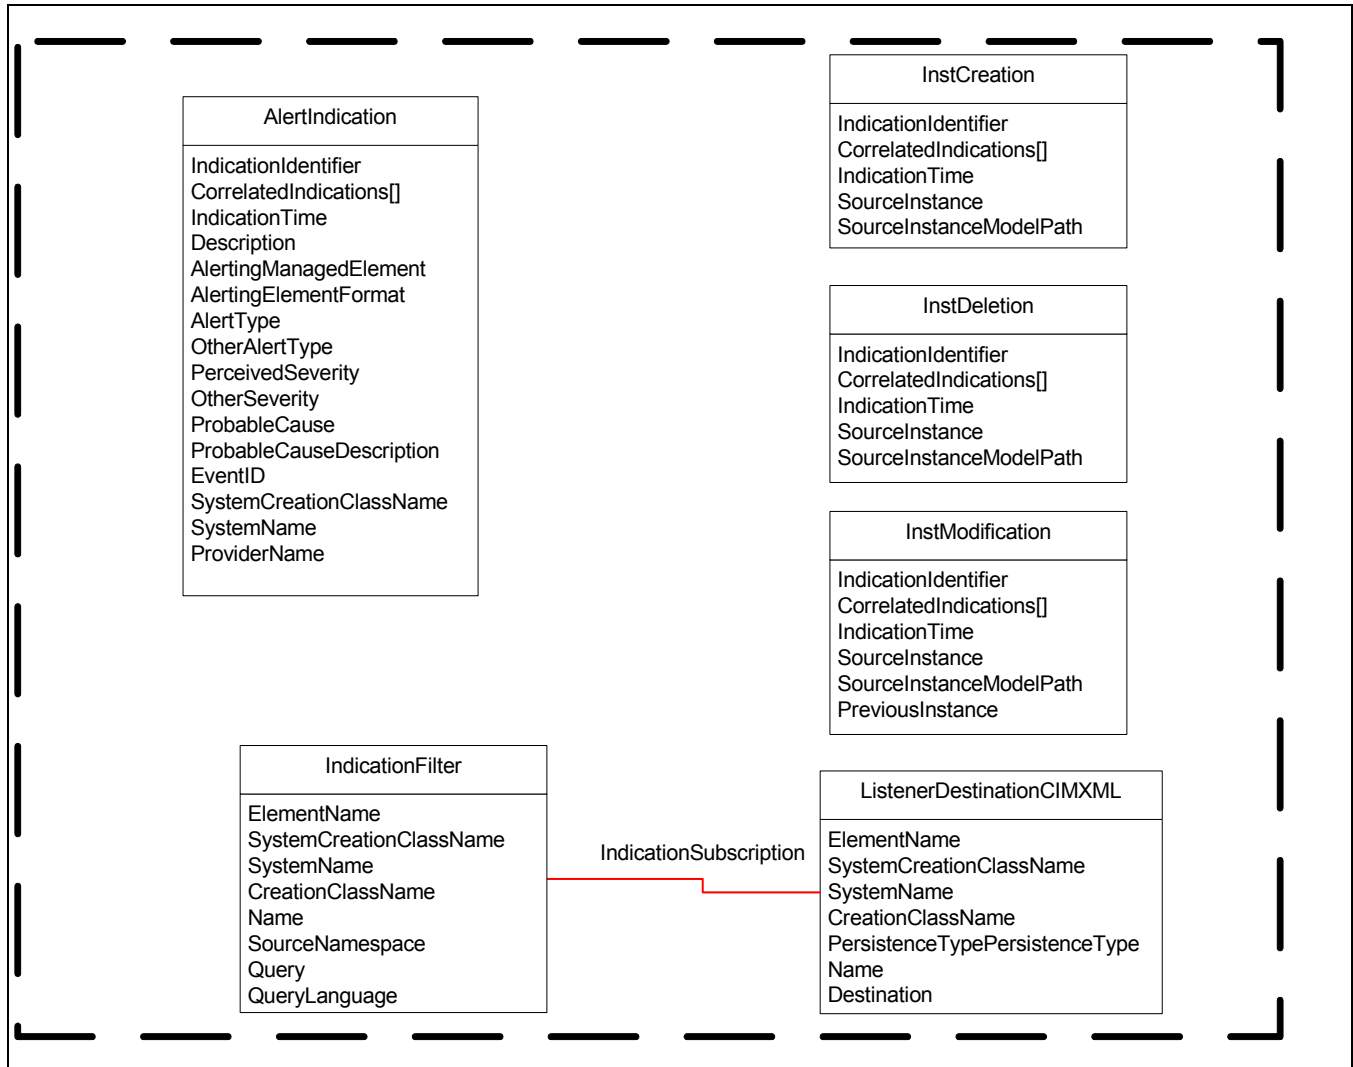 AlertIndication
IndicationIdentifier
CorrelatedIndications[]
IndicationTime
Description
AlertingManagedElement
AlertingElementFormat
AlertType
OtherAlertType
PerceivedSeverity
OtherSeverity
ProbableCause
ProbableCauseDescription
EventID
SystemCreationClassName
SystemName
ProviderName
InstCreation
IndicationIdentifier
CorrelatedIndications[]
IndicationTime
SourceInstance
SourceInstanceModelPath
InstDeletion
IndicationIdentifier
CorrelatedIndications[]
IndicationTime
SourceInstance
SourceInstanceModelPath
InstModification
IndicationIdentifier
CorrelatedIndications[]
IndicationTime
SourceInstance
SourceInstanceModelPath
PreviousInstance
IndicationFilter
ElementName
SystemCreationClassName
SystemName
CreationClassName
Name
SourceNamespace
Query
QueryLanguage
IndicationSubscription
ListenerDestinationCIMXML
ElementName
SystemCreationClassName
SystemName
CreationClassName
PersistenceTypePersistenceType
Name
Destination